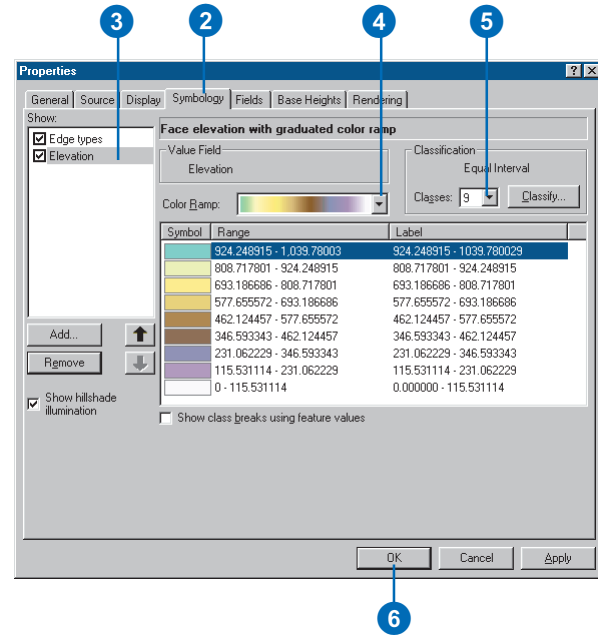 3 2 4 5
Properties
General Source Display Symbology Fields Base Heights Rendering
Show:
Edge types
Elevation
Add...
Remove
Show hillshade
illumination
Face elevation with graduated color ramp
Value Field
Elevation
Classification
Equal Interval
Color Ramp:
Classes: 9 Classify...
Symbol Range Label
924.248915 - 1,039.78003 924.248915 - 1039.780029
808.717801 - 924.248915 808.717801 - 924.248915
693.186686 - 808.717801 693.186686 - 808.717801
577.655572 - 693.186686 577.655572 - 693.186686
462.124457 - 577.655572 462.124457 - 577.655572
346.593343 - 462.124457 346.593343 - 462.124457
231.062229 - 346.593343 231.062229 - 346.593343
115.531114 - 231.062229 115.531114 - 231.062229
0 - 115.531114 0.000000 - 115.531114
Show class breaks using feature values
OK Cancel Apply
6